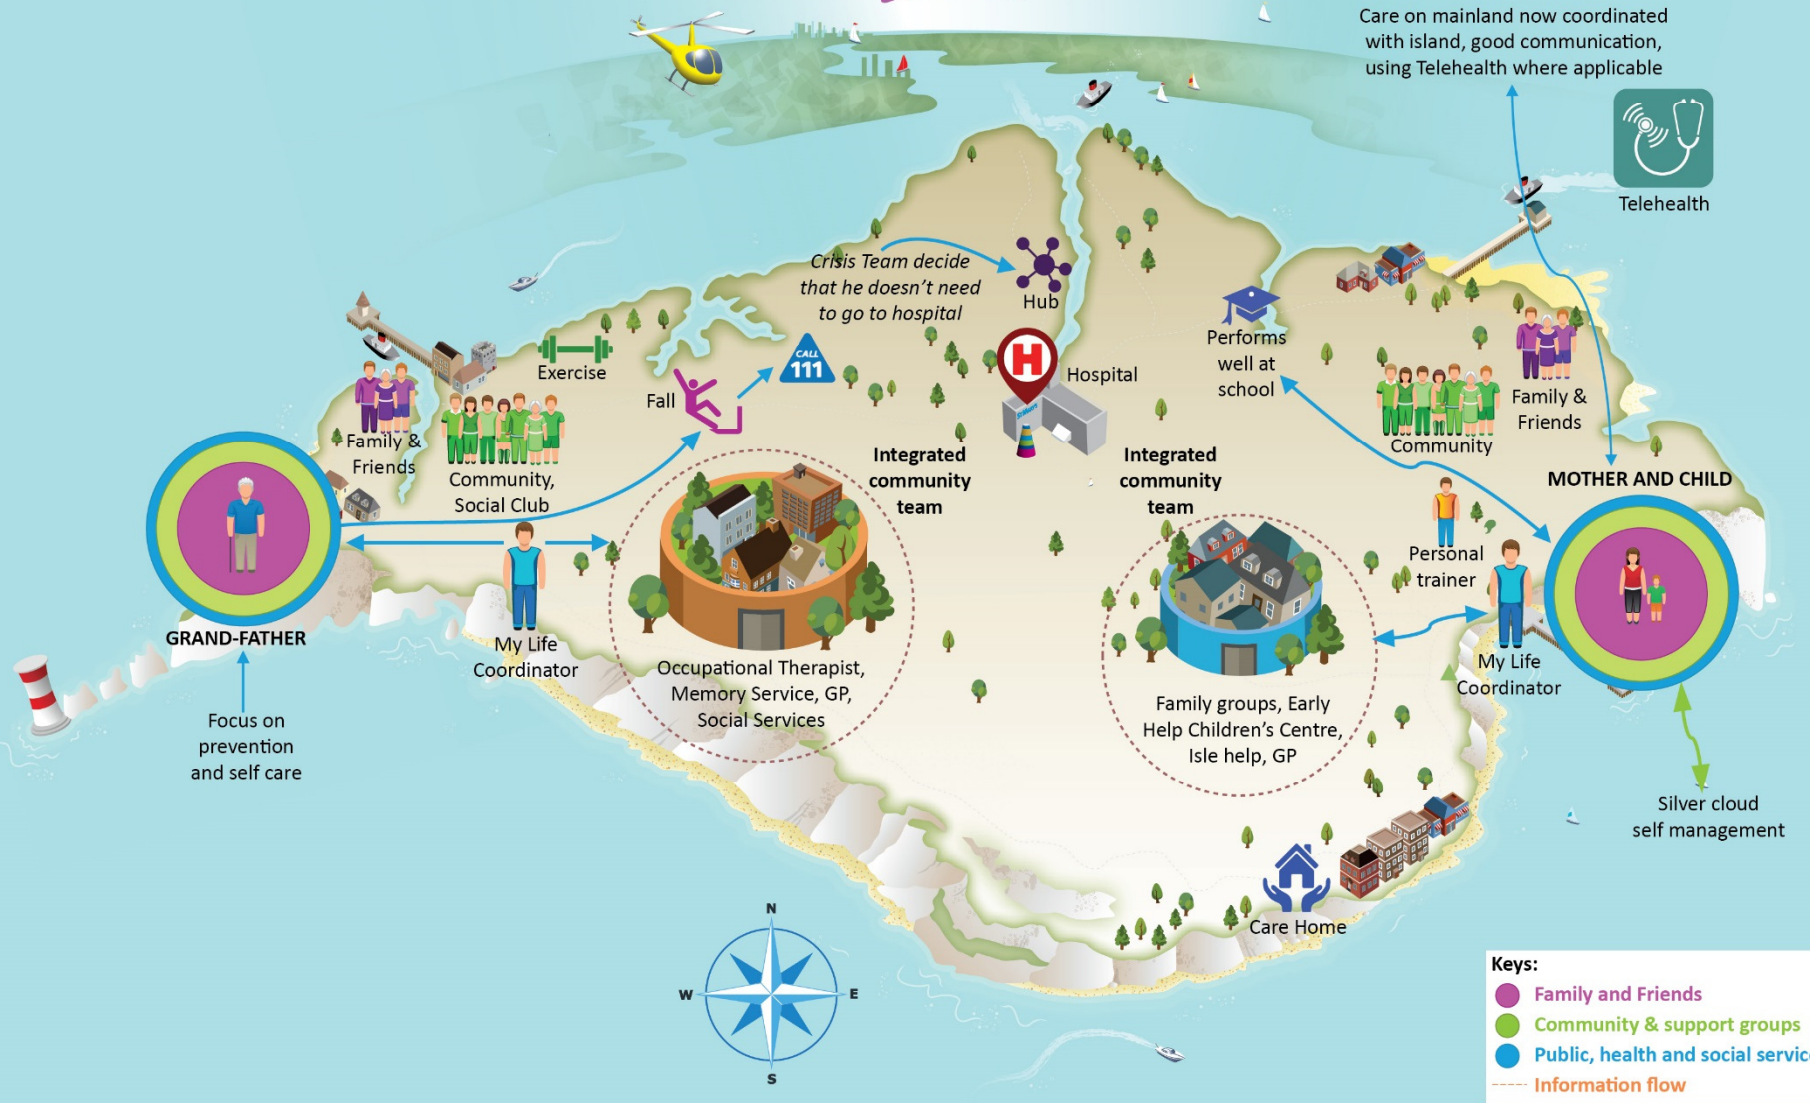 Care on mainland now coordinated
with island, good communication,
using Telehealth where applicable
Telehealth
Crisis Team decide
that he doesn't need
to go to hospital
Hub
Performs
well at
school
Exercise
CALL
111
Fall
H
Hospital
Family &
Friends
Community,
Social Club
Integrated
community
team
Integrated
community
team
Community
Family &
Friends
MOTHER AND CHILD
Personal
trainer
My Life
Coordinator
GRAND-FATHER
Focus on
prevention
and self care
My Life
Coordinator
Occupational Therapist,
Memory Service, GP,
Social Services
Family groups, Early
Help Children's Centre,
Isle help, GP
Silver cloud
self management
Care Home
N
W
E
S
Keys:
Family and Friends
Community & support groups
Public, health and social servic
Information flow